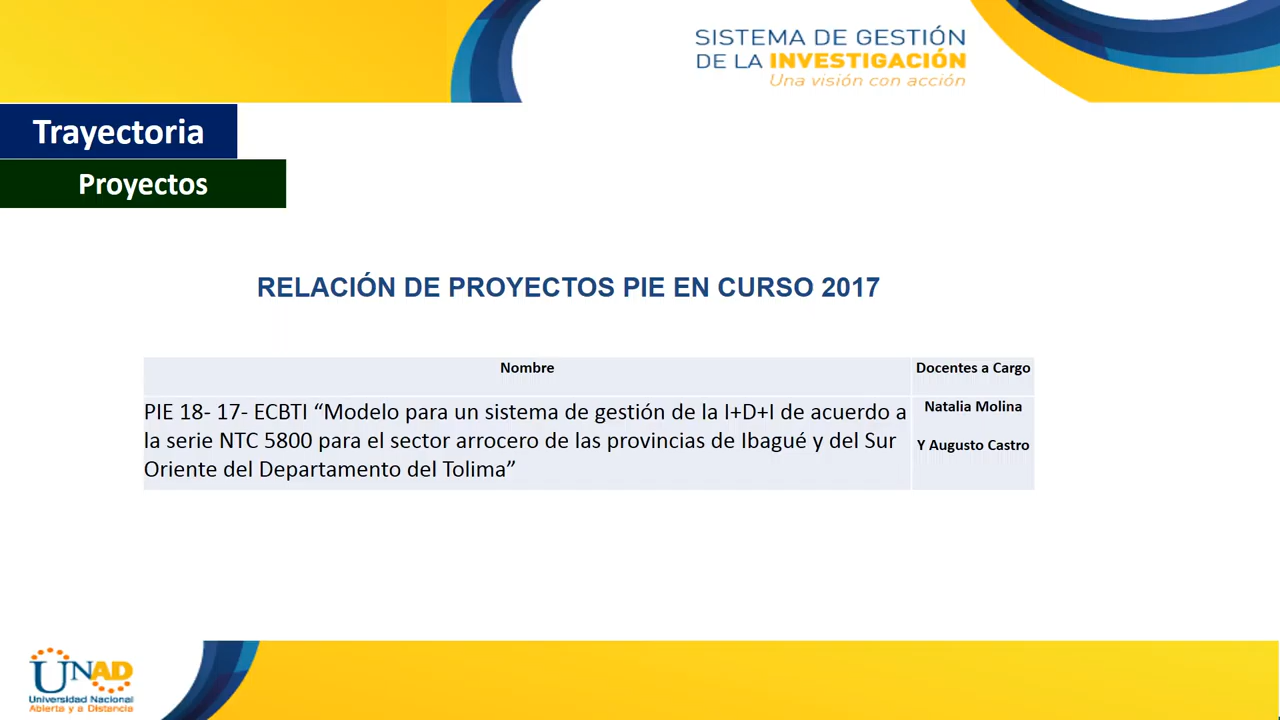 SISTEMA DE GESTIÓN
DE LA INVESTIGACIÓN
Una visión con acción
Trayectoria
Proyectos
RELACIÓN DE PROYECTOS PIE EN CURSO 2017
Nombre
Docentes a Cargo
PIE 18- 17- ECBTI “Modelo para un sistema de gestión de la I+D+I de acuerdo a
la serie NTC 5800 para el sector arrocero de las provincias de Ibagué y del Sur
Oriente del Departamento del Tolima”
Natalia Molina
Y Augusto Castro
UNAD
Universidad Nacional
Abierta y a Distancia